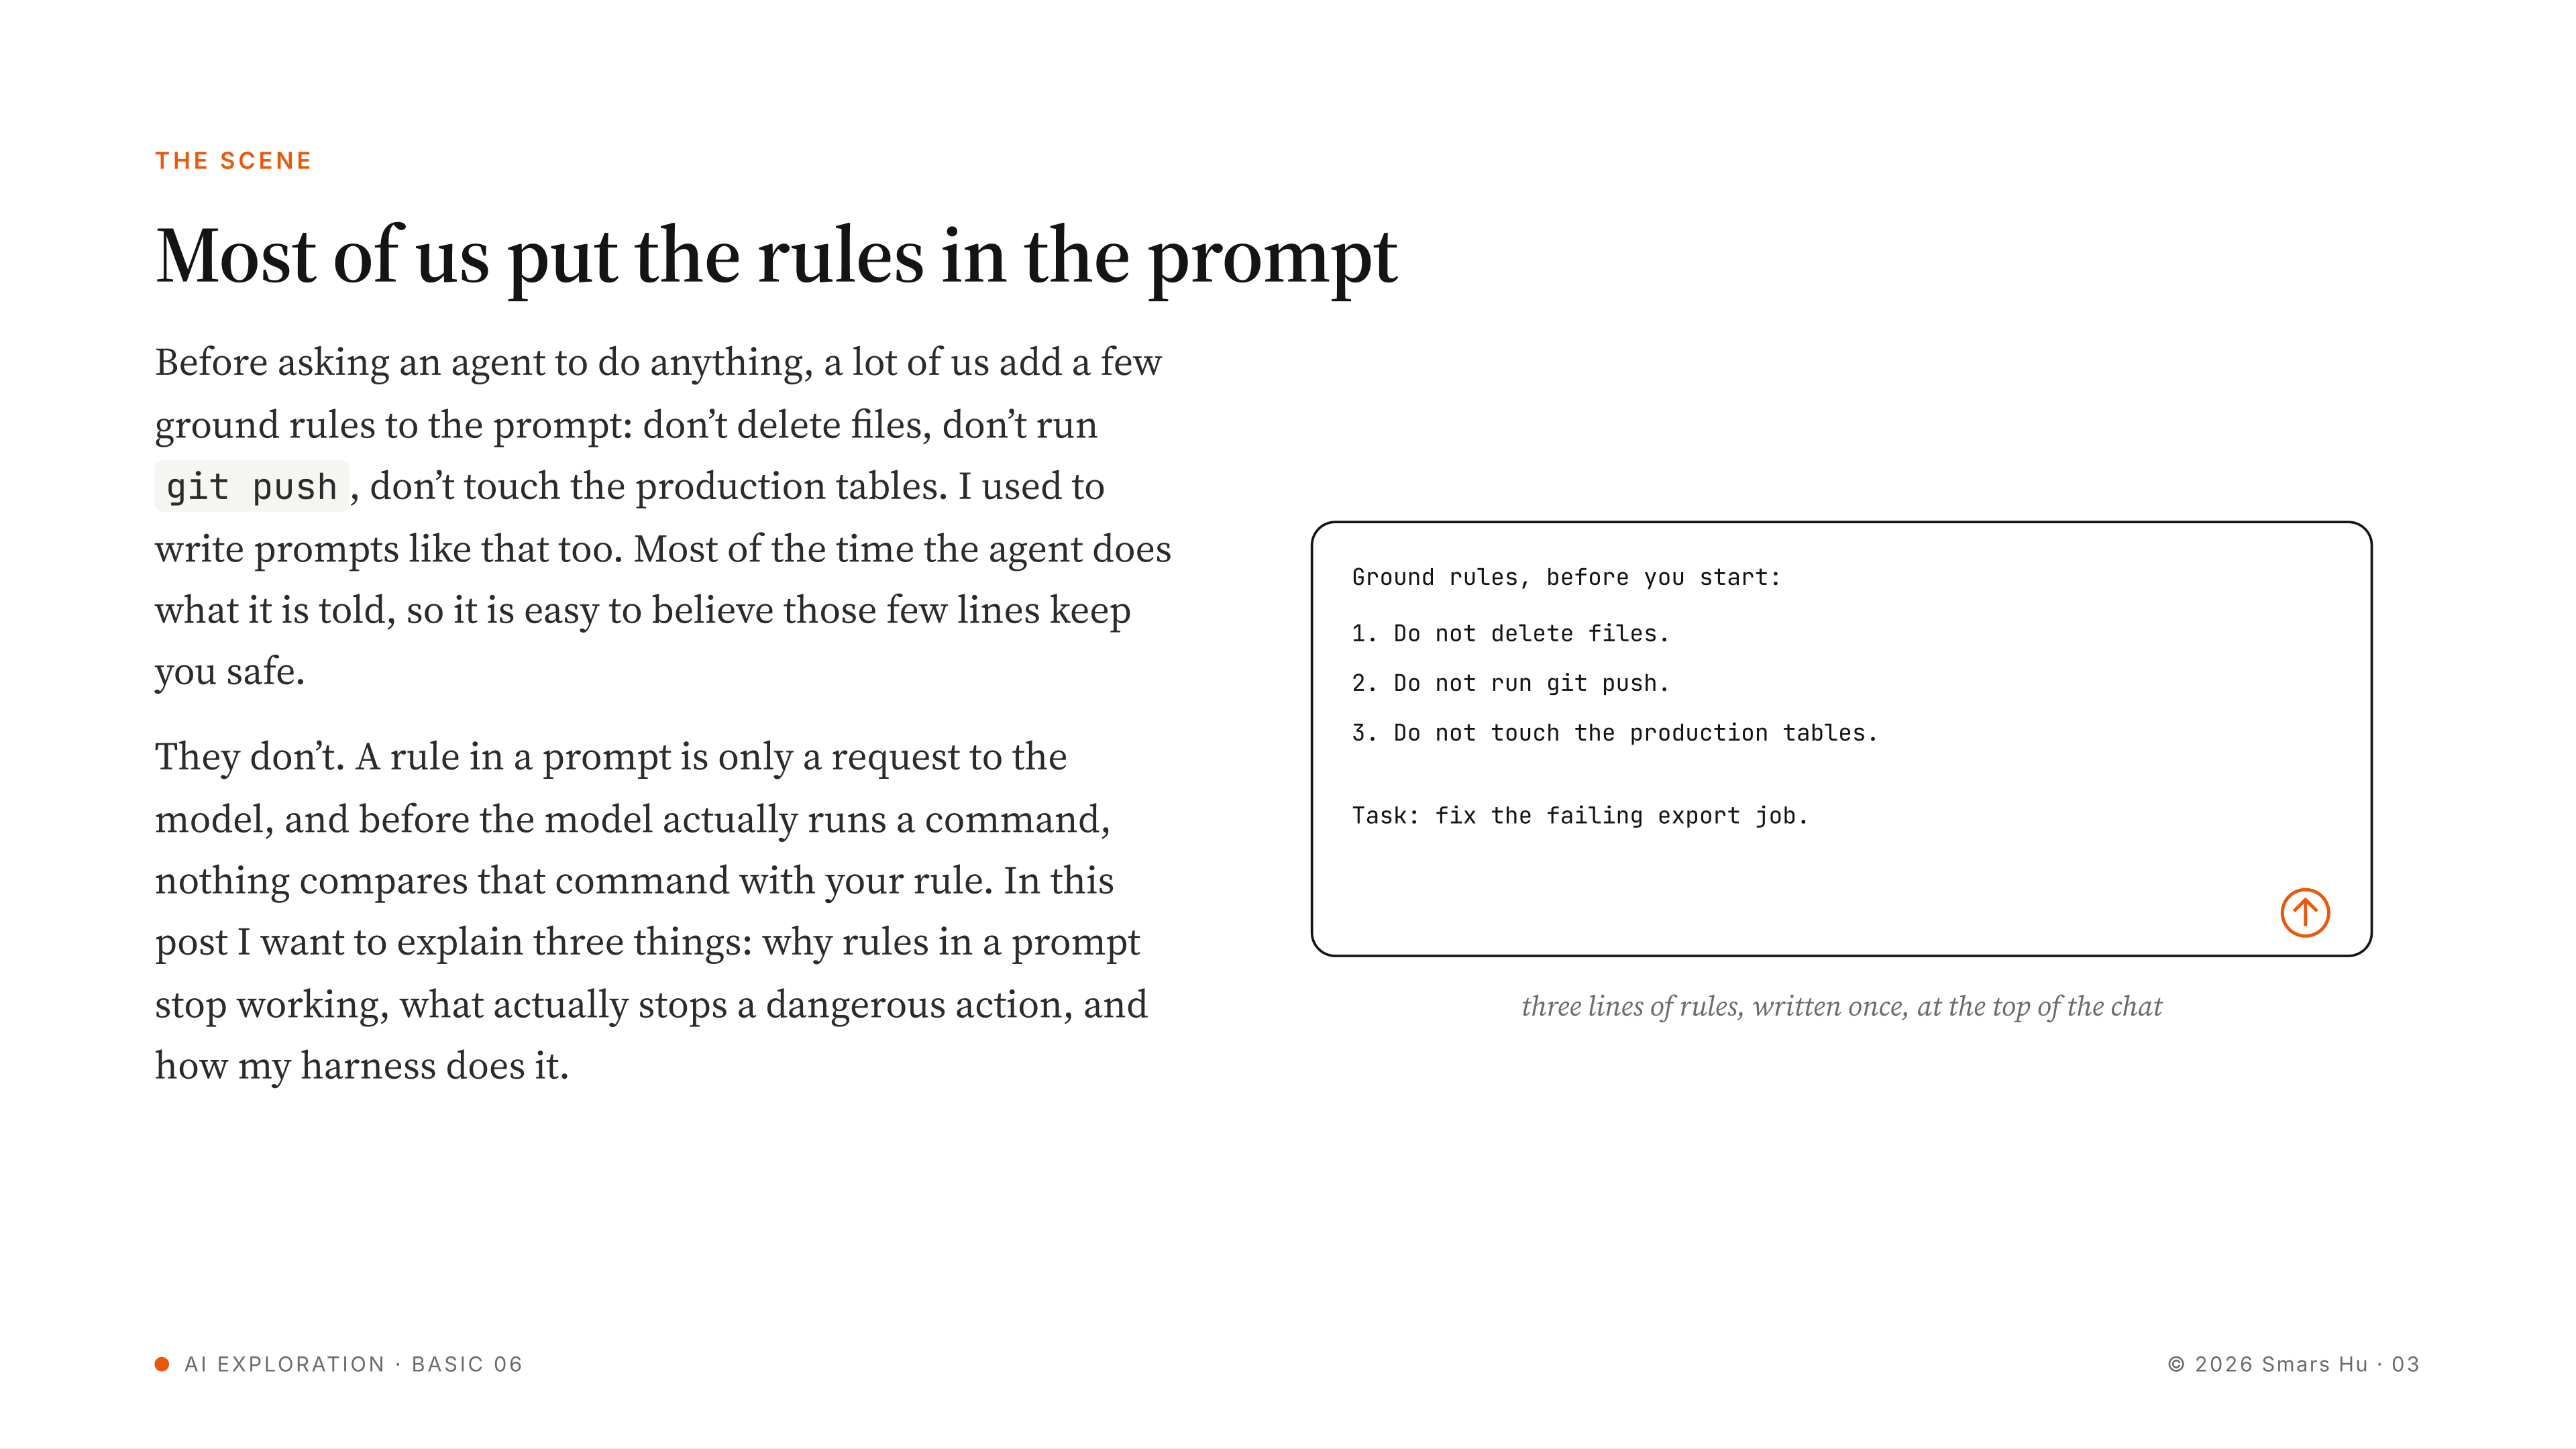 THE SCENE
Most of us put the rules in the prompt
Before asking an agent to do anything, a lot of us add a few
ground rules to the prompt: don’t delete files, don’t run
git push, don’t touch the production tables. I used to
write prompts like that too. Most of the time the agent does
what it is told, so it is easy to believe those few lines keep
you safe.
They don’t. A rule in a prompt is only a request to the
model, and before the model actually runs a command,
nothing compares that command with your rule. In this
post I want to explain three things: why rules in a prompt
stop working, what actually stops a dangerous action, and
how my harness does it.
Ground rules, before you start:
1. Do not delete files.
2. Do not run git push.
3. Do not touch the production tables.
Task: fix the failing export job.
three lines of rules, written once, at the top of the chat
AI EXPLORATION · BASIC 06
© 2026 Smars Hu · 03